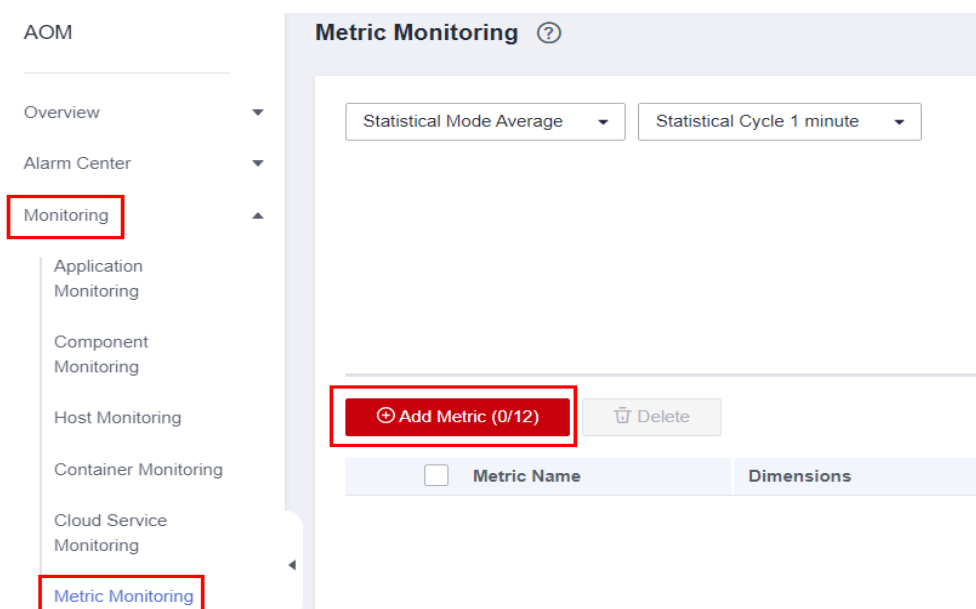 AOM
Overview
Alarm Center
Monitoring
Application
Monitoring
Component
Monitoring
Host Monitoring
Container Monitoring
Cloud Service
Monitoring
Metric Monitoring
Metric Monitoring ?
Statistical Mode Average
Statistical Cycle 1 minute
Add Metric (0/12)
Delete
Metric Name
Dimensions